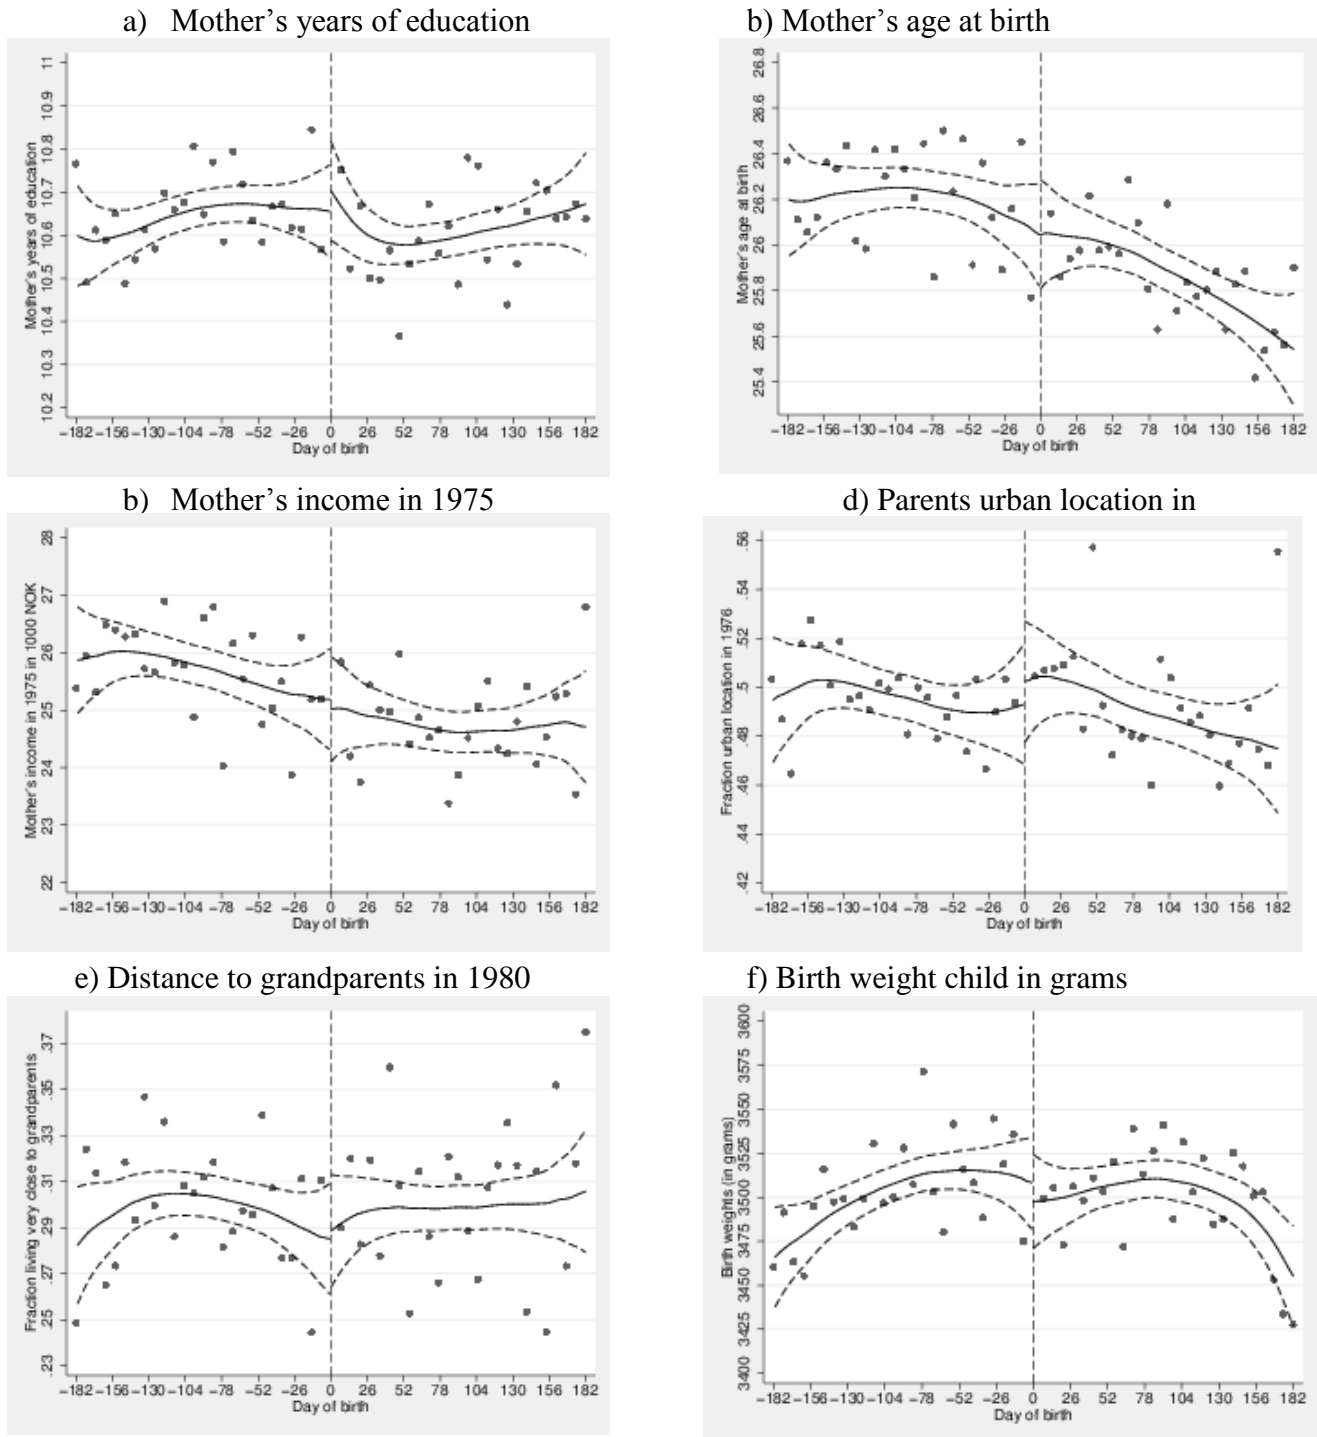 a) Mother's years of education
11
10.9
10.8
10.7
10.6
10.5
10.4
10.3
10.2
Mother's years of education
−182 −156 −130 −104 −78 −52 −26 0 26 52 78 104 130 156 182
Day of birth
b) Mother's age at birth
26.8
26.6
26.4
26.2
26
25.8
25.6
25.4
Mother's age at birth
−182 −156 −130 −104 −78 −52 −26 0 26 52 78 104 130 156 182
Day of birth
b) Mother's income in 1975
28
27
26
25
24
23
22
Mother's income in 1975 in 1000 NOK
−182 −156 −130 −104 −78 −52 −26 0 26 52 78 104 130 156 182
Day of birth
d) Parents urban location in
.56
.54
.52
.5
.48
.46
.44
.42
Fraction urban location in 1976
−182 −156 −130 −104 −78 −52 −26 0 26 52 78 104 130 156 182
Day of birth
e) Distance to grandparents in 1980
.37
.35
.33
.31
.29
.27
.25
.23
Fraction living very close to grandparents
−182 −156 −130 −104 −78 −52 −26 0 26 52 78 104 130 156 182
Day of birth
f) Birth weight child in grams
3600
3575
3550
3525
3500
3475
3450
3425
3400
Birth weights (in grams)
−182 −156 −130 −104 −78 −52 −26 0 26 52 78 104 130 156 182
Day of birth